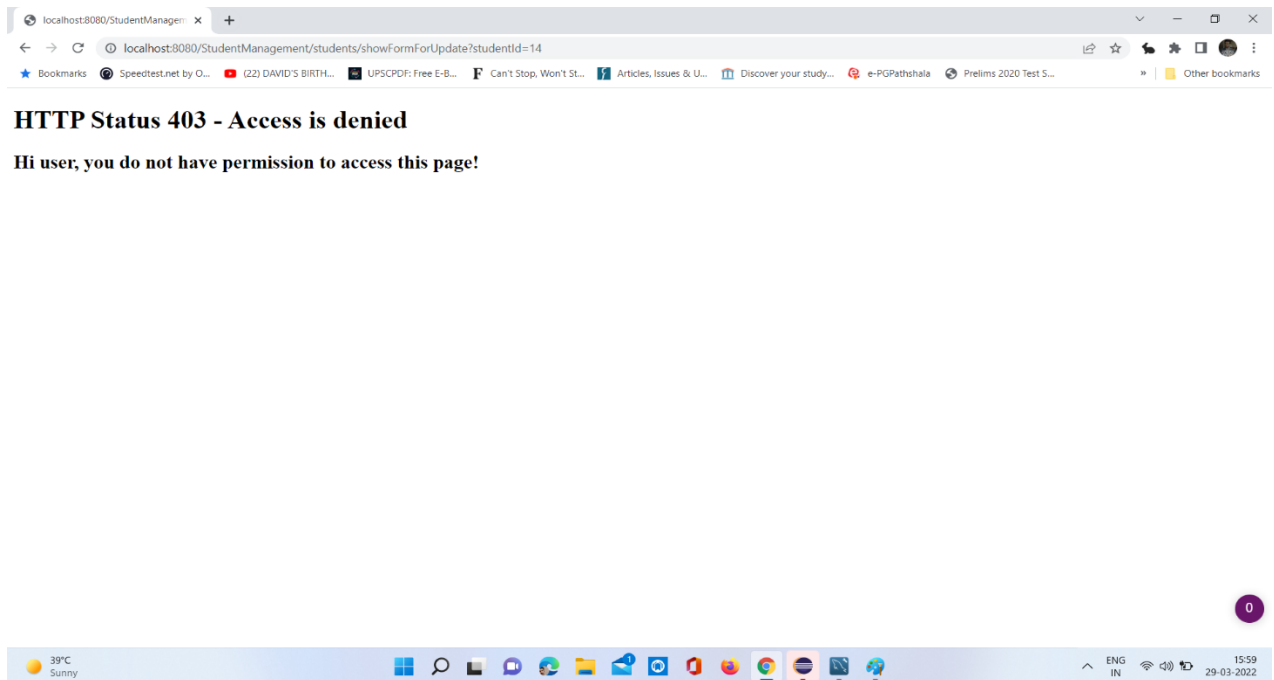 localhost:8080/StudentManagem
localhost:8080/StudentManagement/students/showFormForUpdate?studentId=14
Bookmarks Speedtest.net by O... (22) DAVID'S BIRTH... UPSCPDF: Free E-B... Can't Stop, Won't St... Articles, Issues & U... Discover your study... e-PGPathshala Prelims 2020 Test S... » Other bookmarks
HTTP Status 403 - Access is denied
Hi user, you do not have permission to access this page!
0
39°C
Sunny
1
ENG
IN
15:59
29-03-2022